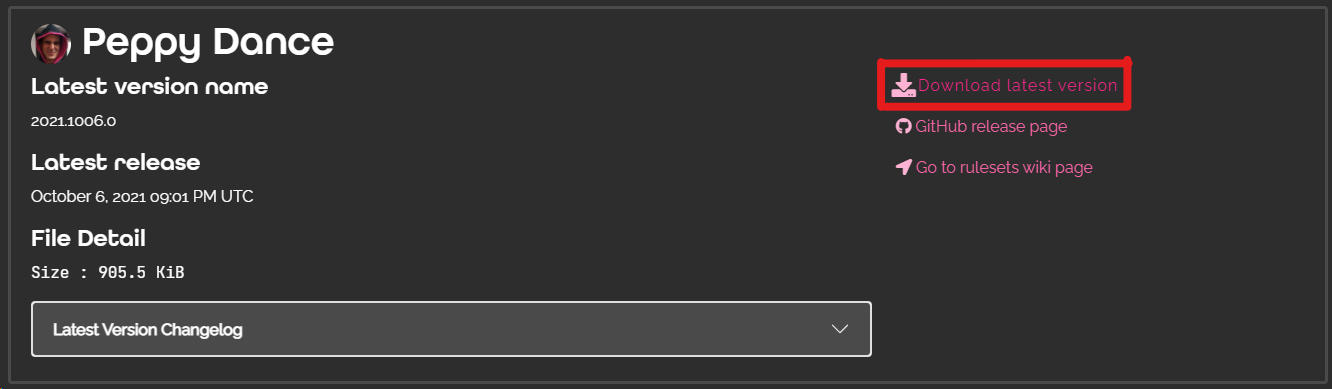 Peppy Dance
Latest version name
2021.1006.0
Latest release
October 6, 2021 09:01 PM UTC
File Detail
Size : 905.5 KiB
Latest Version Changelog
Download latest version
GitHub release page
Go to rulesets wiki page